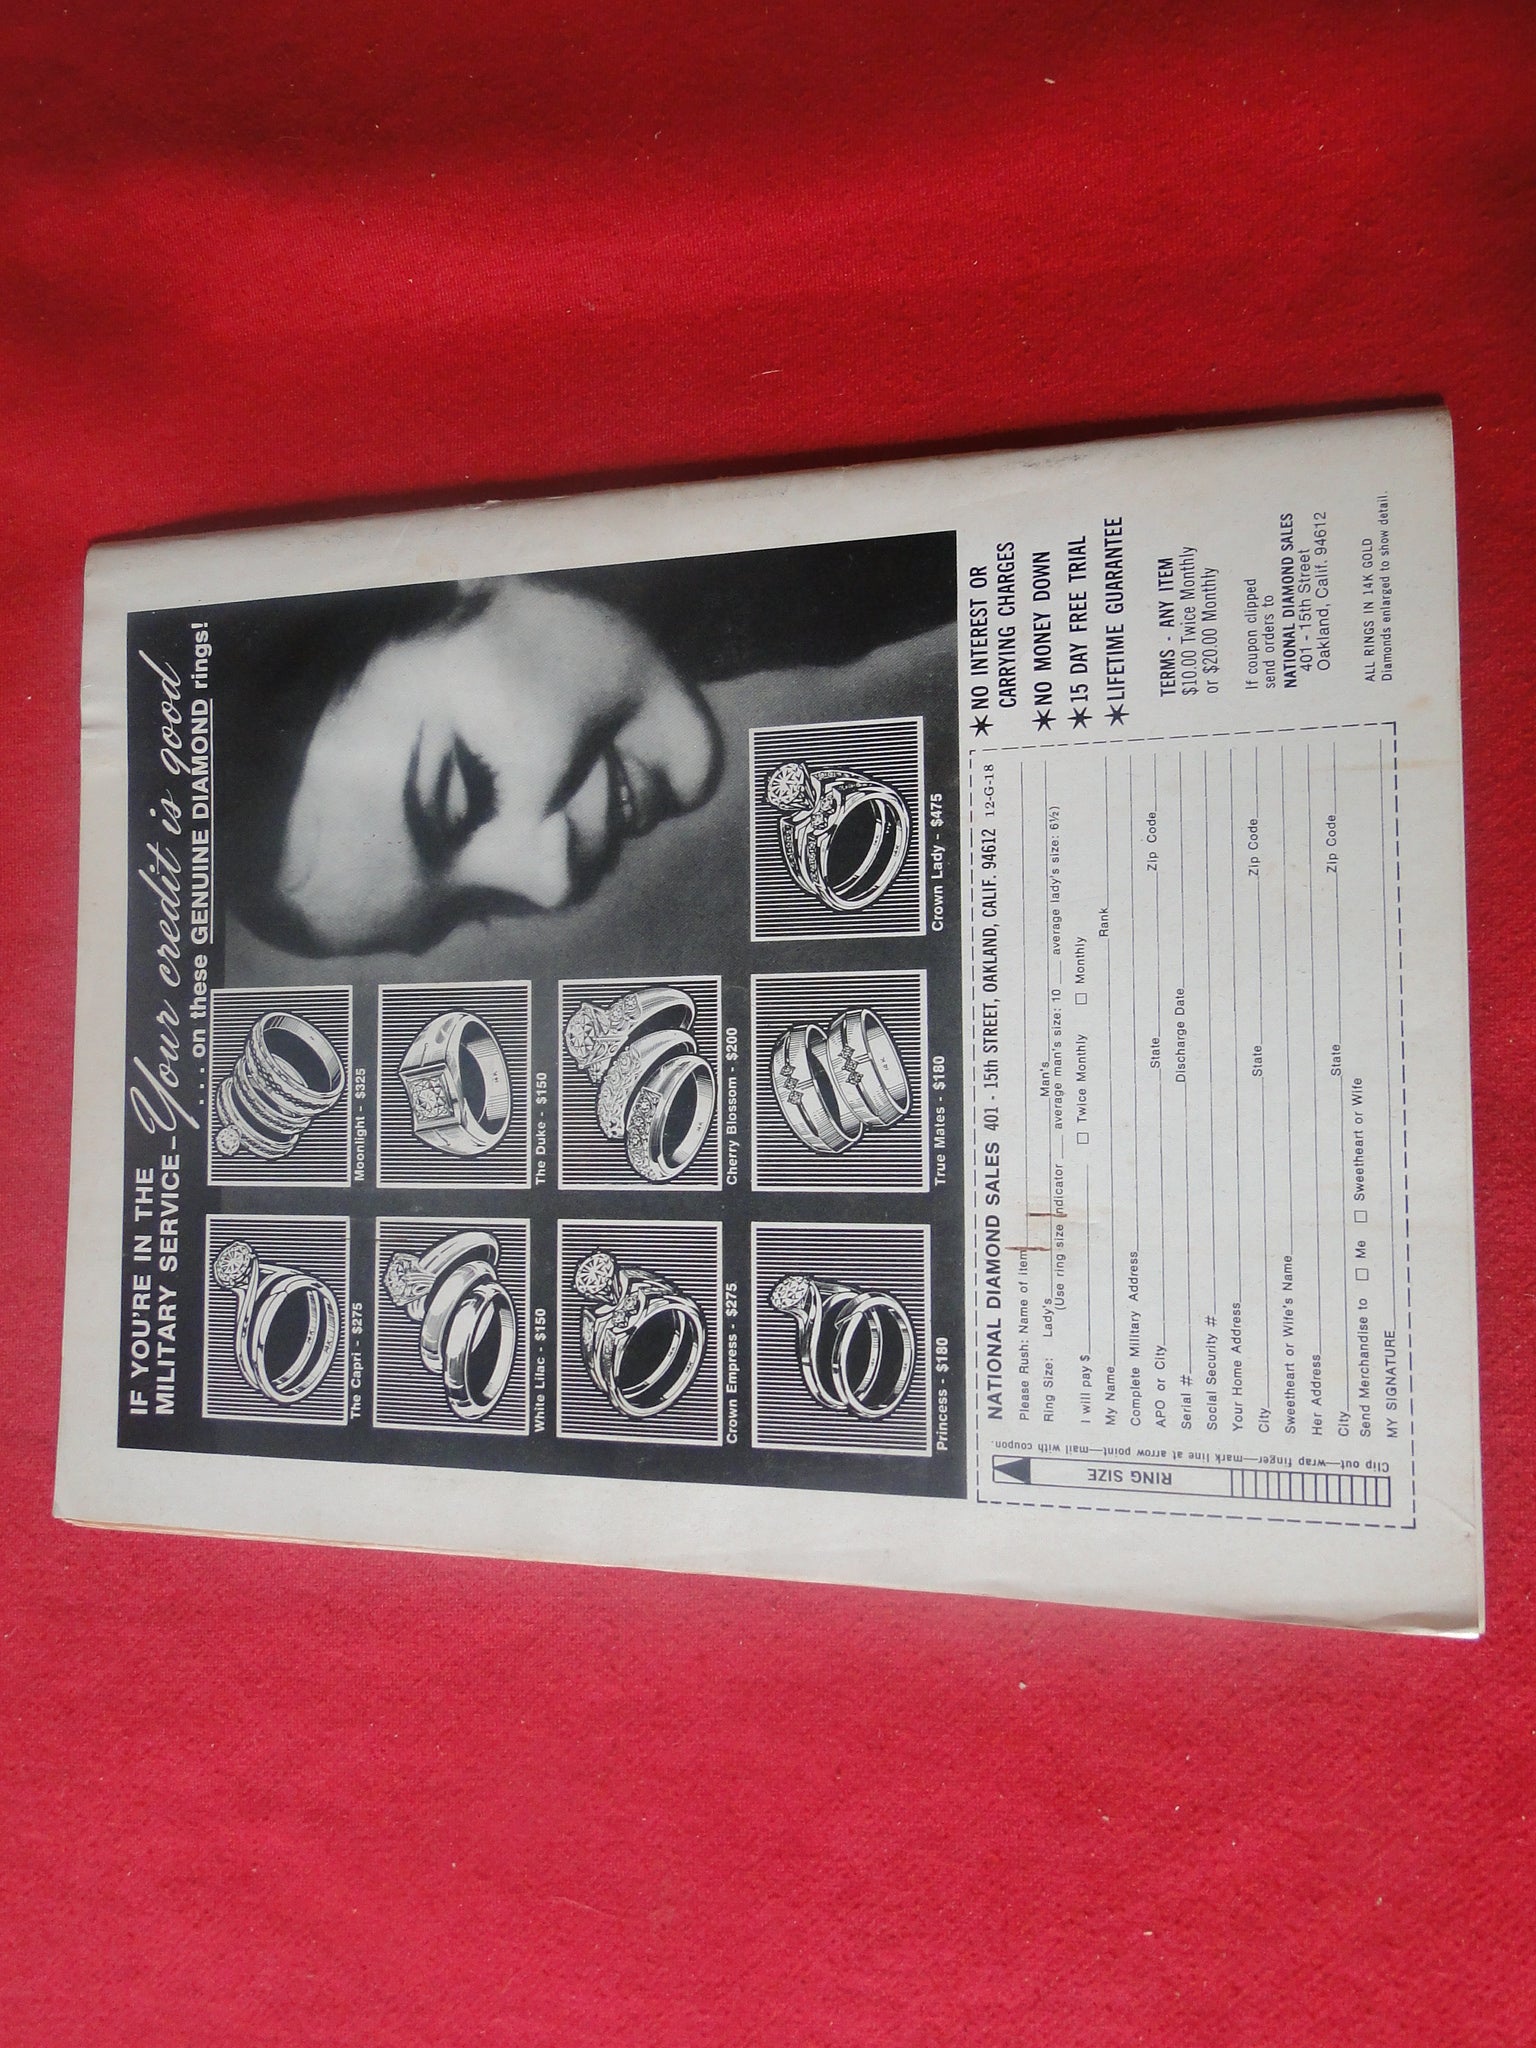 IF YOU'RE IN THE
MILITARY SERVICE - Your credit is good
.... on these GENUINE DIAMOND rings!
The Capri - $275
Moonlight - $325
White Lilac - $150
The Duke - $150
Crown Empress - $275
Cherry Blossom - $200
Princess - $180
True Mates - $180
Crown Lady - $475
NATIONAL DIAMOND SALES 401 - 15th STREET, OAKLAND, CALIF. 94612 12-G-18
Please Rush: Name of item
Ring Size: Lady's Man's
(Use ring size indicator average man's size: 10 average lady's size: 6½)
I will pay $ ☐ Twice Monthly ☐ Monthly
My Name Rank
Complete Military Address
APO or City State Zip Code
Serial # Discharge Date
Social Security #
Your Home Address
City State Zip Code
Sweetheart or Wife's Name
Her Address
City State Zip Code
Send Merchandise to ☐ Me ☐ Sweetheart or Wife
MY SIGNATURE
Clip out—wrap finger—mark line at arrow point—mail with coupon.
RING SIZE
★ NO INTEREST OR
CARRYING CHARGES
★ NO MONEY DOWN
★ 15 DAY FREE TRIAL
★ LIFETIME GUARANTEE
TERMS - ANY ITEM
$10.00 Twice Monthly
or $20.00 Monthly
If coupon clipped
send orders to
NATIONAL DIAMOND SALES
401 - 15th Street
Oakland, Calif. 94612
ALL RINGS IN 14K GOLD
Diamonds enlarged to show detail.